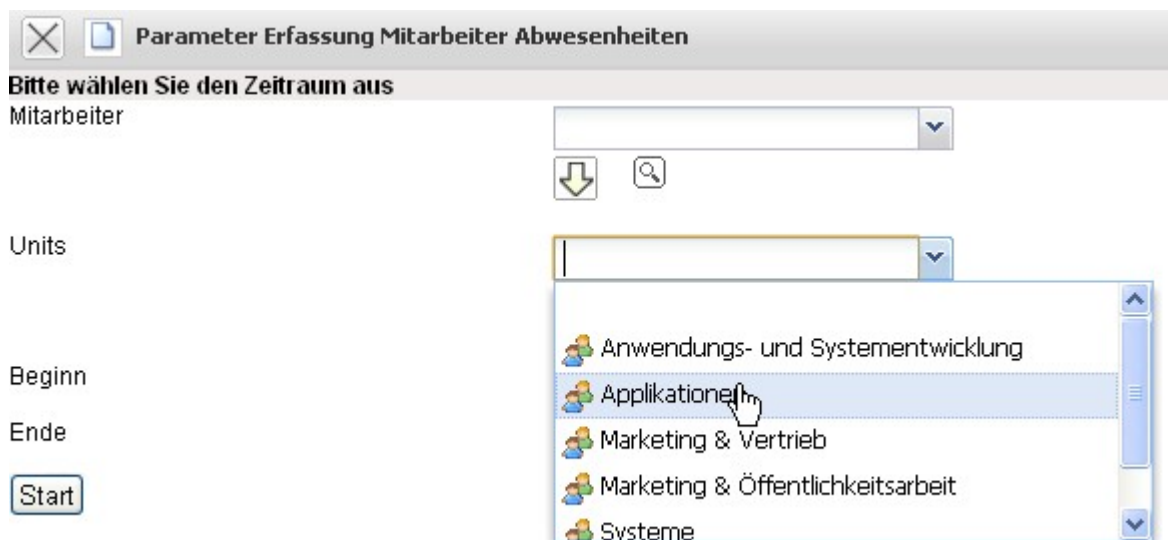 Parameter Erfassung Mitarbeiter Abwesenheiten
Bitte wählen Sie den Zeitraum aus
Mitarbeiter
Units
Anwendungs- und Systementwicklung
Beginn
Applikationen
Ende
Marketing & Vertrieb
Start
Marketing & Öffentlichkeitsarbeit
Systeme